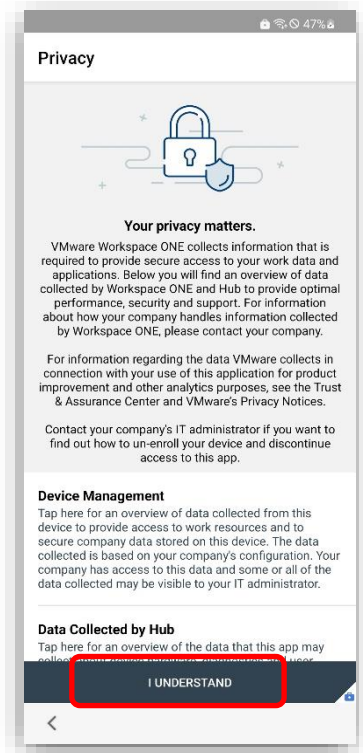 47%
Privacy
Your privacy matters.
VMware Workspace ONE collects information that is
required to provide secure access to your work data and
applications. Below you will find an overview of data
collected by Workspace ONE and Hub to provide optimal
performance, security and support. For information
about how your company handles information collected
by Workspace ONE, please contact your company.
For information regarding the data VMware collects in
connection with your use of this application for product
improvement and other analytics purposes, see the Trust
& Assurance Center and VMware's Privacy Notices.
Contact your company's IT administrator if you want to
find out how to un-enroll your device and discontinue
access to this app.
Device Management
Tap here for an overview of data collected from this
device to provide access to work resources and to
secure company data stored on this device. The data
collected is based on your company's configuration. Your
company has access to this data and some or all of the
data collected may be visible to your IT administrator.
Data Collected by Hub
Tap here for an overview of the data that this app may
I UNDERSTAND